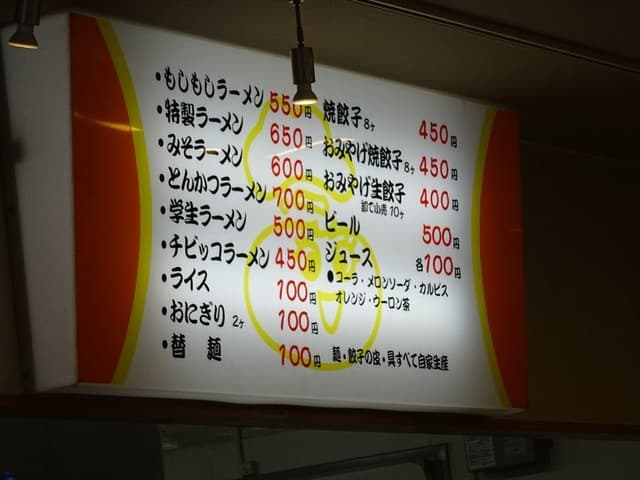 ・もしもしラーメン 550円
・特製ラーメン 650円
・みそラーメン 600円
・とんかつラーメン 700円
・学生ラーメン 500円
・チビッコラーメン 450円
・ライス 100円
・おにぎり 2ヶ 100円
・替 麺 100円
焼餃子 8ヶ 450円
おみやげ焼餃子 8ヶ 450円
おみやげ生餃子 400円
卸て小売 10ヶ
ビール 500円
ジュース 各100円
●コーラ・メロンソーダ・カルピス
オレンジ・ウーロン茶
麺・餃子の皮・具すべて自家生産